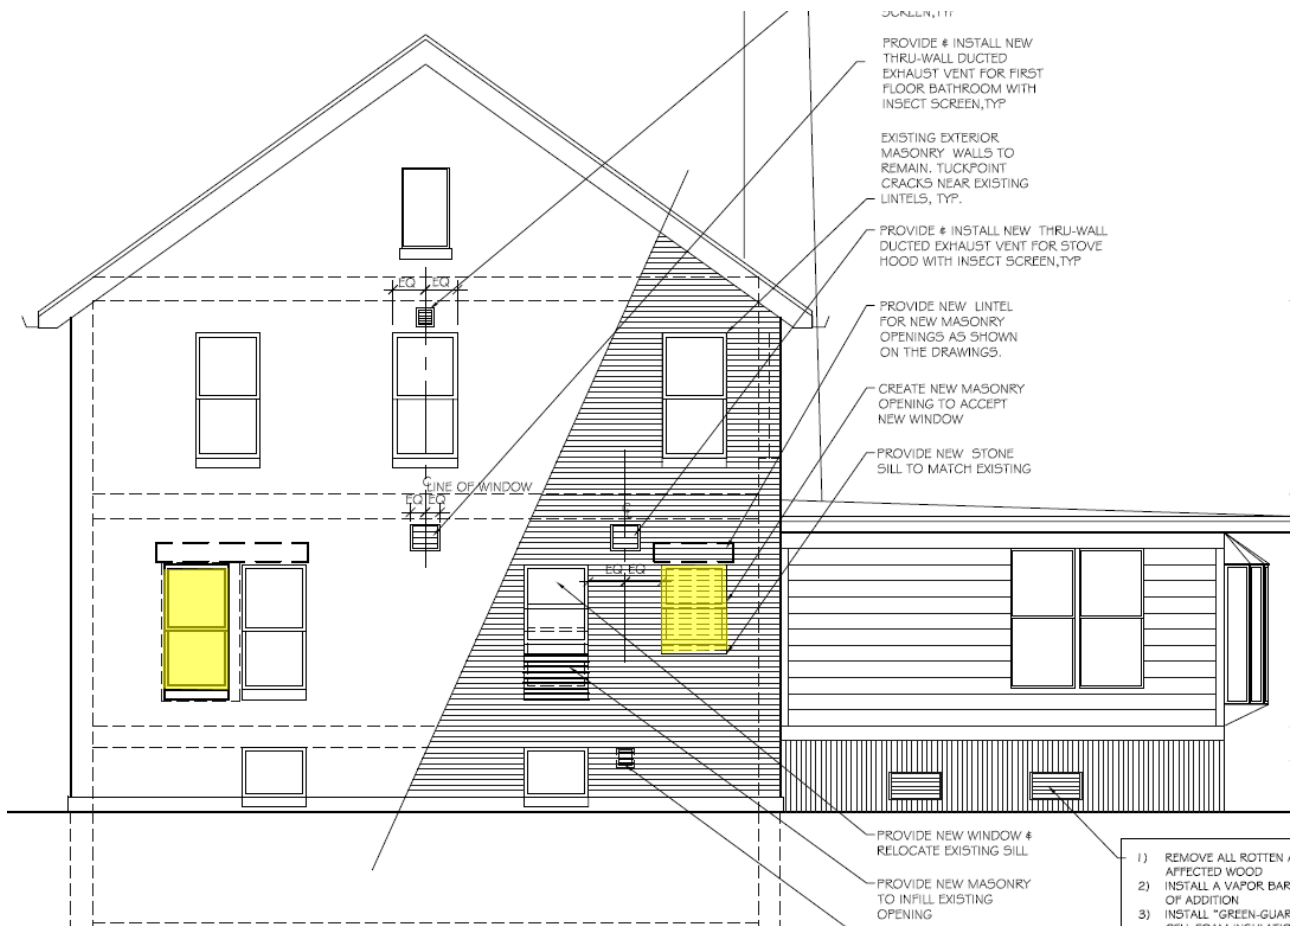 SCREEN,TYP
PROVIDE & INSTALL NEW
THRU-WALL DUCTED
EXHAUST VENT FOR FIRST
FLOOR BATHROOM WITH
INSECT SCREEN,TYP
EXISTING EXTERIOR
MASONRY WALLS TO
REMAIN. TUCKPOINT
CRACKS NEAR EXISTING
LINTELS, TYP.
PROVIDE & INSTALL NEW THRU-WALL
DUCTED EXHAUST VENT FOR STOVE
HOOD WITH INSECT SCREEN,TYP
EQ EQ
PROVIDE NEW LINTEL
FOR NEW MASONRY
OPENINGS AS SHOWN
ON THE DRAWINGS.
CREATE NEW MASONRY
OPENING TO ACCEPT
NEW WINDOW
PROVIDE NEW STONE
SILL TO MATCH EXISTING
LINE OF WINDOW
EQ EQ
EQ EQ
PROVIDE NEW WINDOW &
RELOCATE EXISTING SILL
PROVIDE NEW MASONRY
TO INFILL EXISTING
OPENING
1) REMOVE ALL ROTTEN
AFFECTED WOOD
2) INSTALL A VAPOR BAR
OF ADDITION
3) INSTALL "GREEN-GUAR